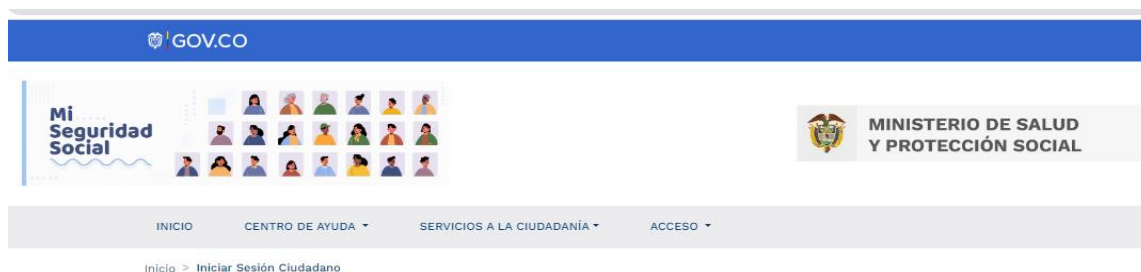 GOV.CO
Mi
Seguridad
Social
MINISTERIO DE SALUD
Y PROTECCIÓN SOCIAL
INICIO CENTRO DE AYUDA SERVICIOS A LA CIUDADANÍA ACCESO
Inicio > Iniciar Sesión Ciudadano